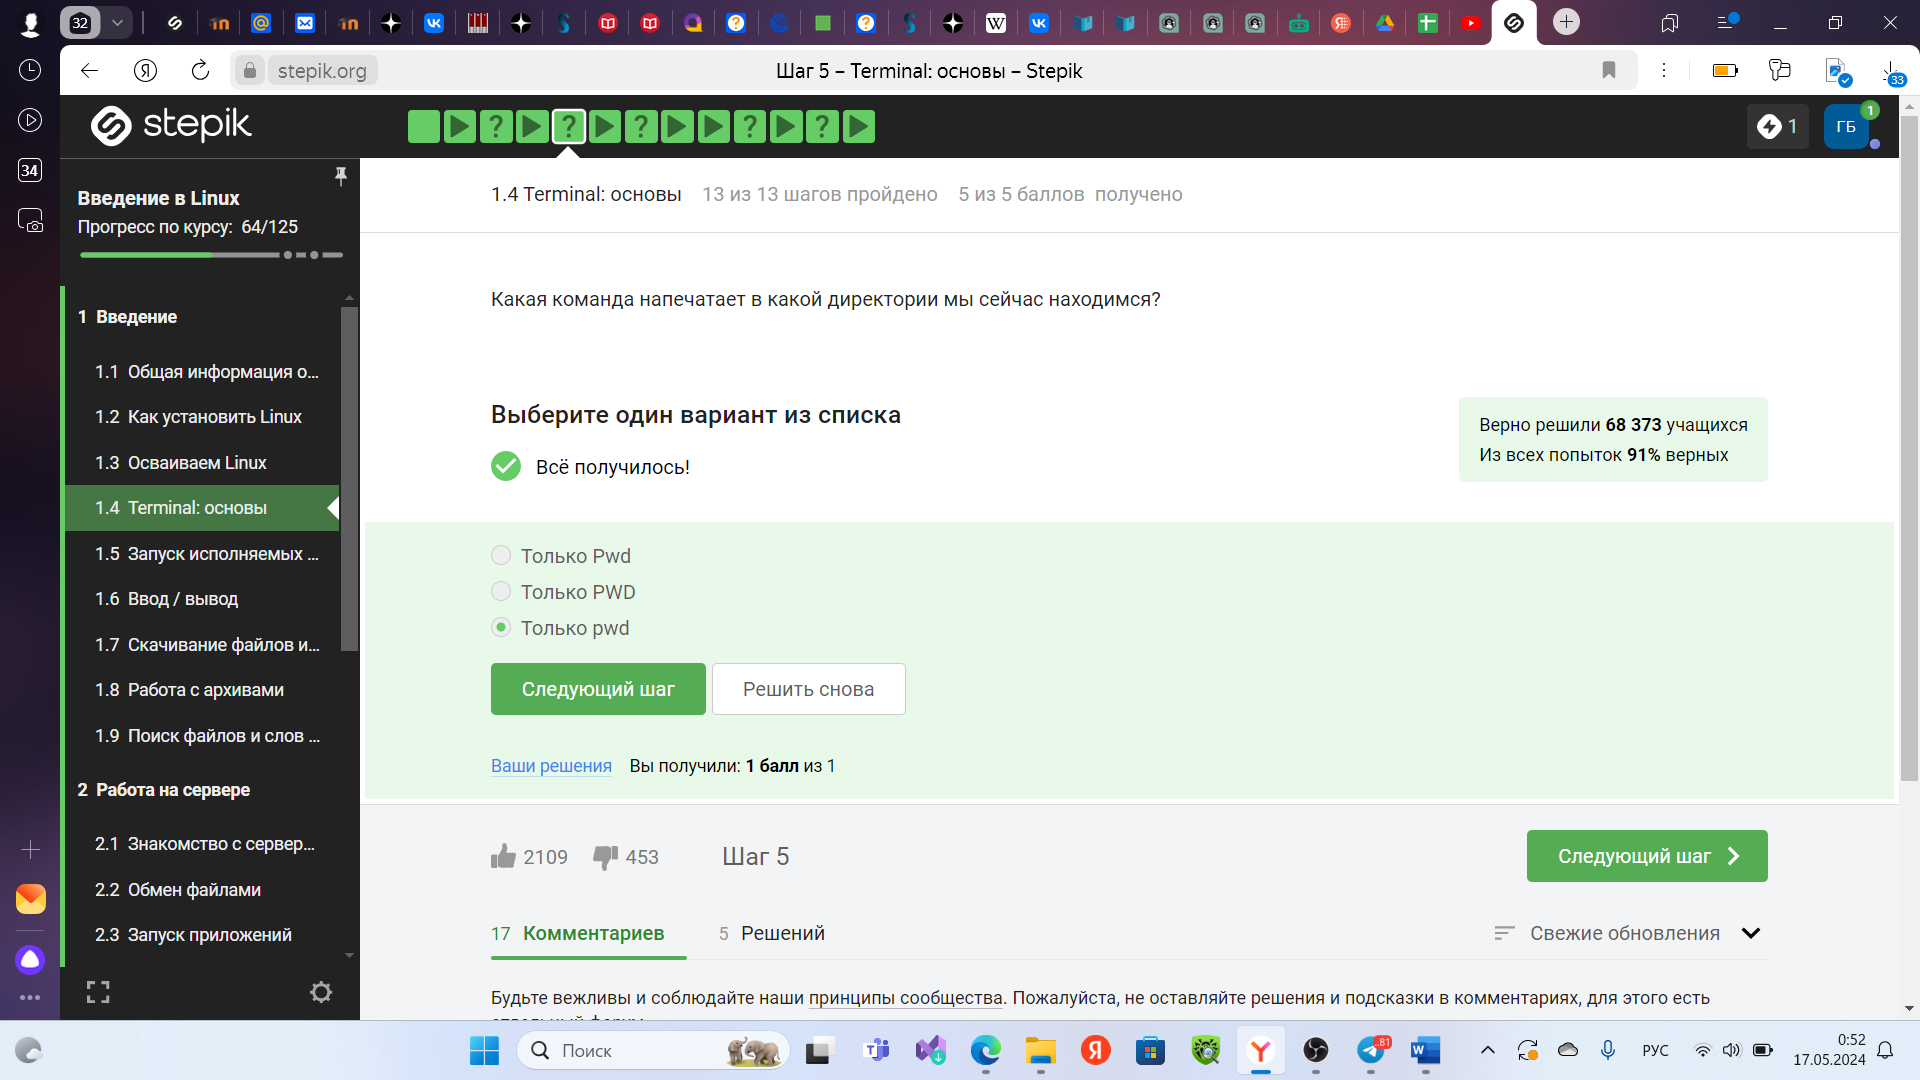 32
stepik.org
Шаг 5 – Terminal: основы – Stepik
33
34
stepik
1
ГБ
1
Введение в Linux
Прогресс по курсу: 64/125
1.4 Terminal: основы 13 из 13 шагов пройдено 5 из 5 баллов получено
1 Введение
1.1 Общая информация о...
1.2 Как установить Linux
1.3 Осваиваем Linux
1.4 Terminal: основы
1.5 Запуск исполняемых ...
1.6 Ввод / вывод
1.7 Скачивание файлов и...
1.8 Работа с архивами
1.9 Поиск файлов и слов ...
2 Работа на сервере
2.1 Знакомство с сервер...
2.2 Обмен файлами
2.3 Запуск приложений
Какая команда напечатает в какой директории мы сейчас находимся?
Выберите один вариант из списка
Всё получилось!
Верно решили 68 373 учащихся
Из всех попыток 91% верных
Только Pwd
Только PWD
Только pwd
Следующий шаг
Решить снова
Ваши решения Вы получили: 1 балл из 1
2109
453
Шаг 5
Следующий шаг
17 Комментариев
5 Решений
Свежие обновления
Будьте вежливы и соблюдайте наши принципы сообщества. Пожалуйста, не оставляйте решения и подсказки в комментариях, для этого есть
Поиск
81
РУС
0:52
17.05.2024